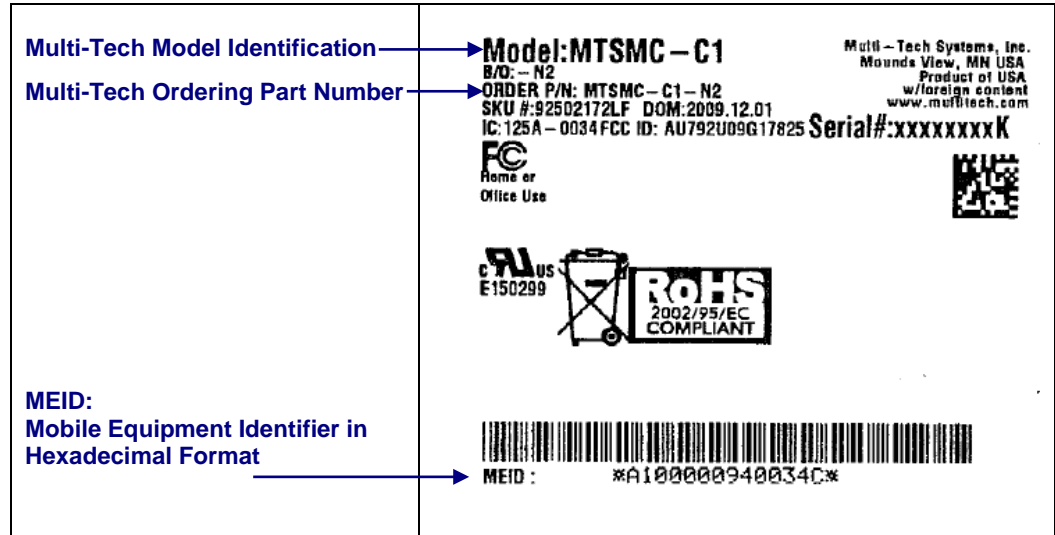 Multi-Tech Model Identification
Multi-Tech Ordering Part Number
MEID:
Mobile Equipment Identifier in
Hexadecimal Format
Model:MTSMC-C1
B/O:-N2
ORDER P/N: MTSMC-C1-N2
SKU #:92502172LF DOM:2009.12.01
IC:125A-0034 FCC ID: AU792U09G17825 Serial#:xxxxxxxxK
Multi-Tech Systems, Inc.
Mounds View, MN USA
Product of USA
w/foreign content
www.multitech.com
FC
Home or
Office Use
C RU US
E150299
RoHS
2002/95/EC
COMPLIANT
MEID : *A100000940034C*